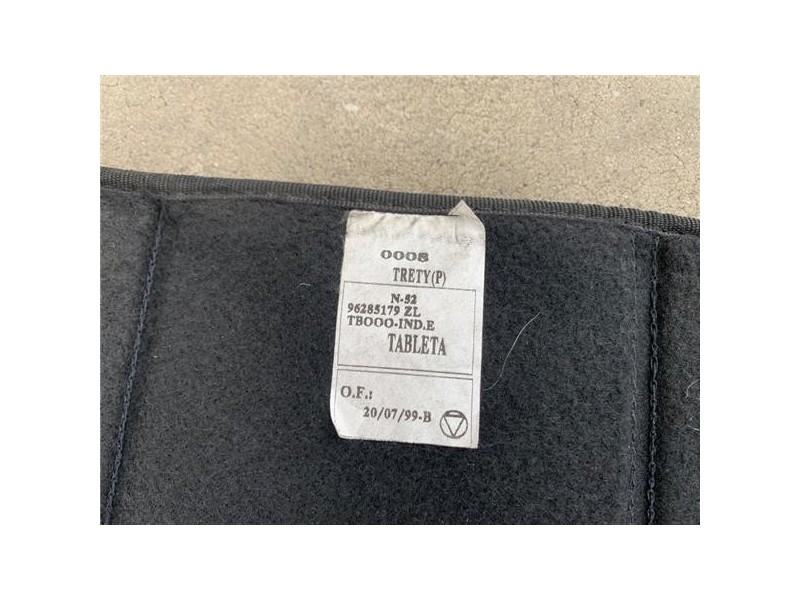 0008
TRETY(P)
N-52
96285179 ZL
TBOOO-IND.E
TABLETA
O.F.:
20/07/99-B